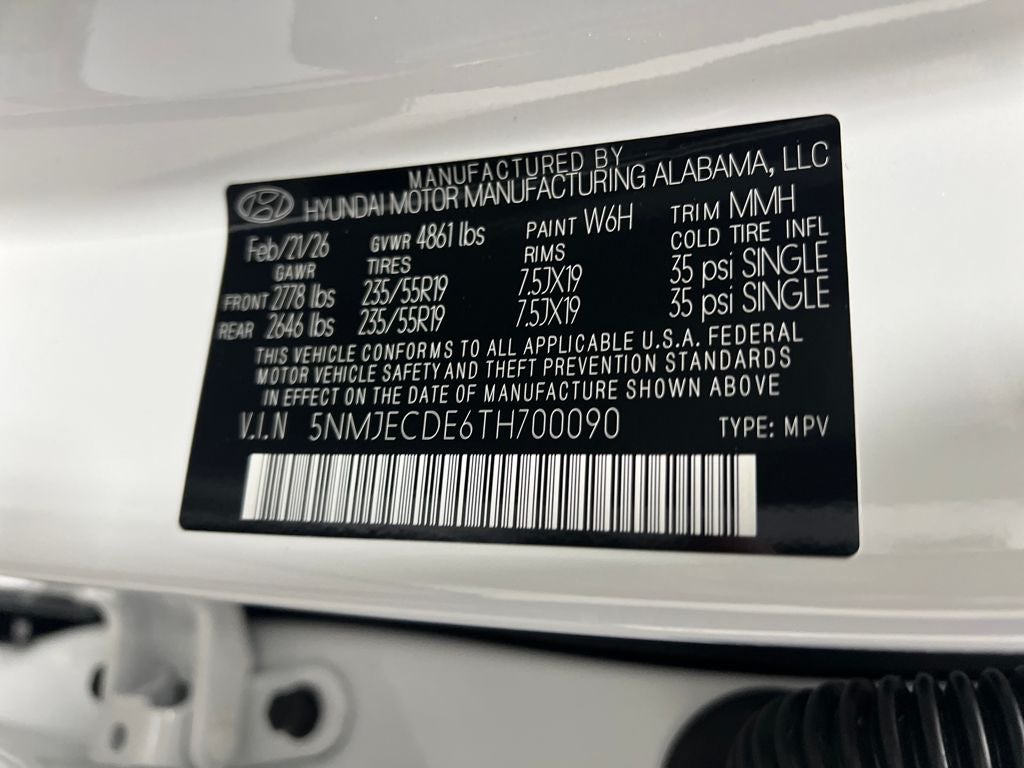 MANUFACTURED BY
HYUNDAI MOTOR MANUFACTURING ALABAMA, LLC
Feb/21/26 GVWR 4861 lbs PAINT W6H TRIM MMH
GAWR TIRES RIMS COLD TIRE INFL
FRONT 2778 lbs 235/55R19 7.5JX19 35 psi SINGLE
REAR 2646 lbs 235/55R19 7.5JX19 35 psi SINGLE
THIS VEHICLE CONFORMS TO ALL APPLICABLE U.S.A. FEDERAL
MOTOR VEHICLE SAFETY AND THEFT PREVENTION STANDARDS
IN EFFECT ON THE DATE OF MANUFACTURE SHOWN ABOVE
V.I.N 5NMJECDE6TH700090 TYPE: MPV